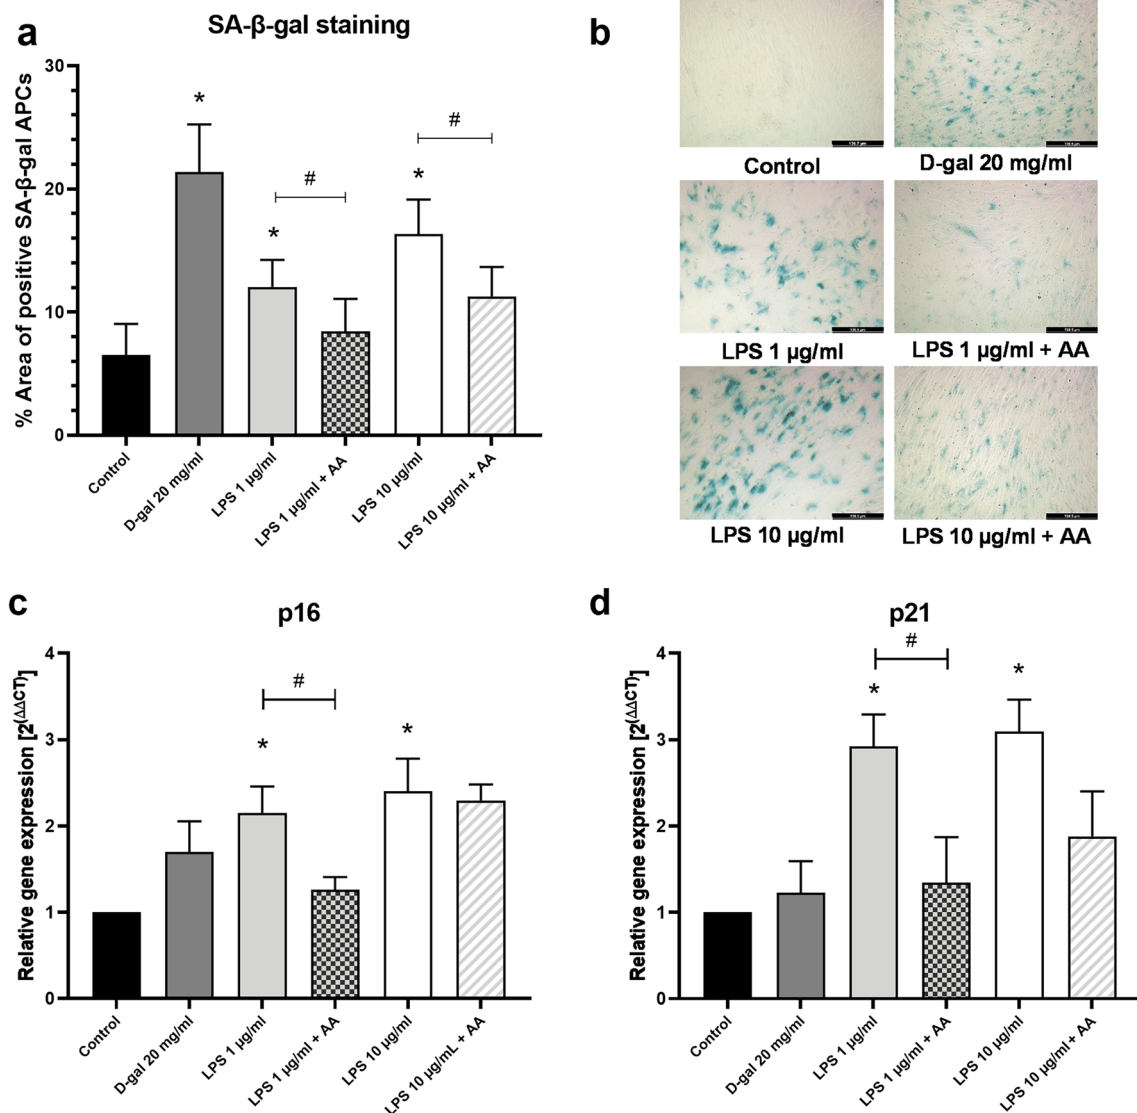 a
SA-β-gal staining
% Area of positive SA-β-gal APCs
30
20
10
0
*
*
#
*
#
Control
D-gal 20 mg/ml
LPS 1 µg/ml
LPS 1 µg/ml + AA
LPS 10 µg/ml
LPS 10 µg/ml + AA
b
Control
D-gal 20 mg/ml
LPS 1 µg/ml
LPS 1 µg/ml + AA
LPS 10 µg/ml
LPS 10 µg/ml + AA
c
p16
Relative gene expression [2(ΔΔCT)]
4
3
2
1
0
*
#
*
Control
D-gal 20 mg/ml
LPS 1 µg/ml
LPS 1 µg/ml + AA
LPS 10 µg/ml
LPS 10 µg/mL + AA
d
p21
Relative gene expression [2(ΔΔCT)]
4
3
2
1
0
*
#
*
Control
D-gal 20 mg/ml
LPS 1 µg/ml
LPS 1 µg/ml + AA
LPS 10 µg/ml
LPS 10 µg/ml + AA